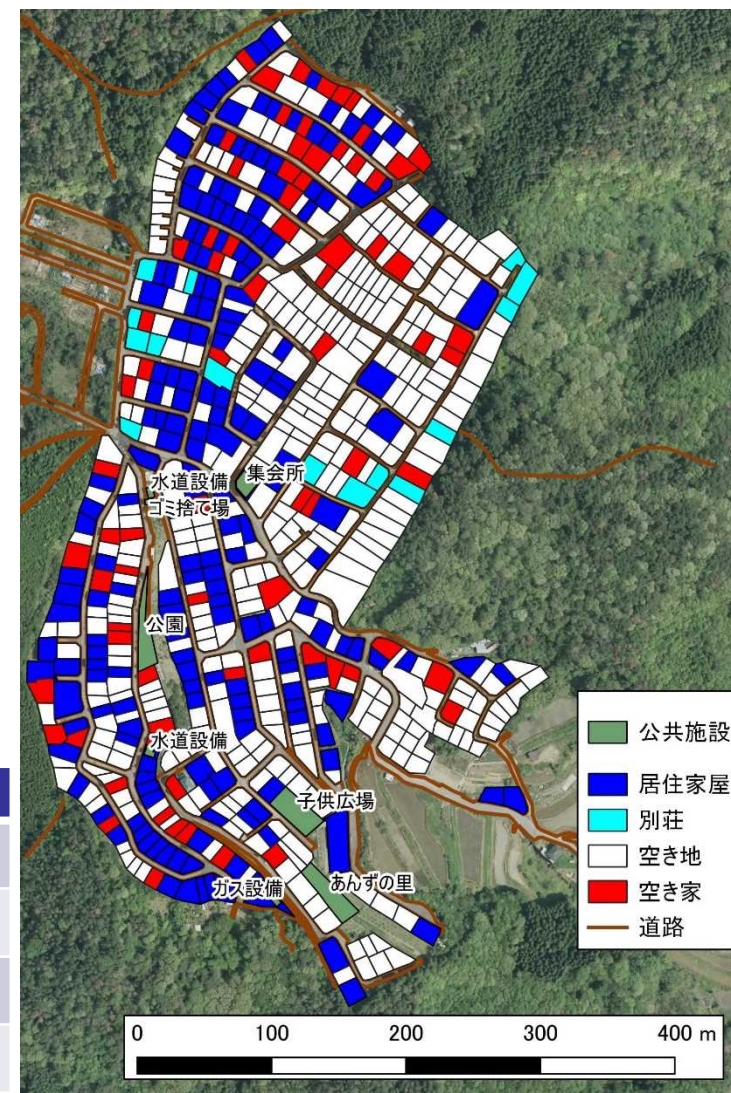 水道設備
ゴミ捨て場
集会所
公園
水道設備
子供広場
ガス設備
あんずの里
公共施設
居住家屋
別荘
空き地
空き家
道路
0 100 200 300 400 m